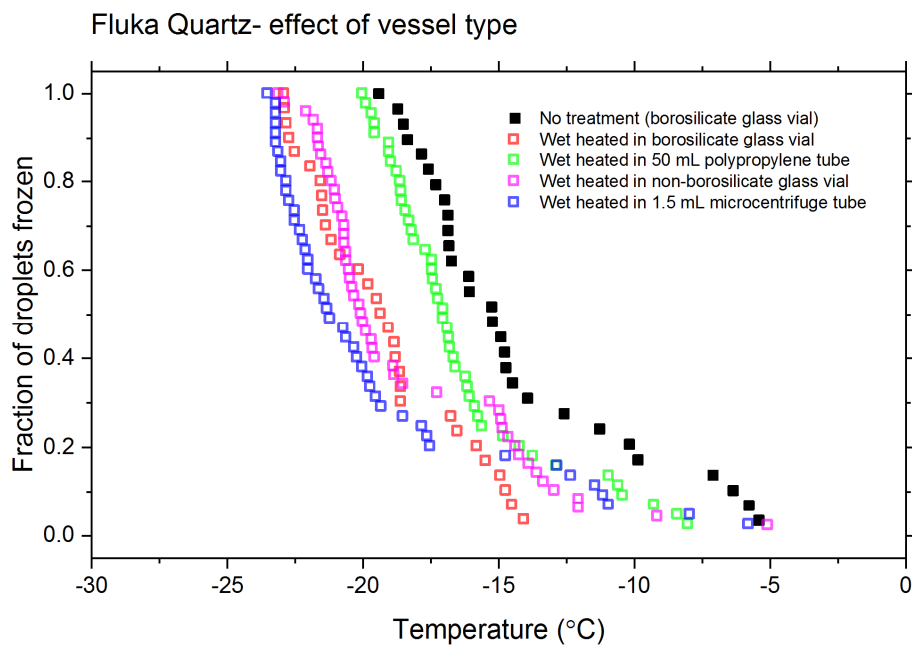 Fluka Quartz- effect of vessel type
No treatment (borosilicate glass vial)
Wet heated in borosilicate glass vial
Wet heated in 50 mL polypropylene tube
Wet heated in non-borosilicate glass vial
Wet heated in 1.5 mL microcentrifuge tube
Fraction of droplets frozen
1.0
0.8
0.6
0.4
0.2
0.0
-30 -25 -20 -15 -10 -5 0
Temperature (°C)